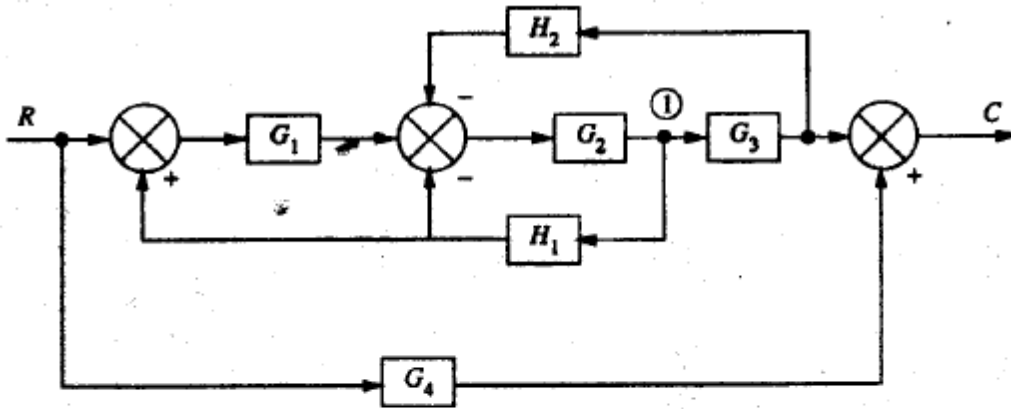 H₂
−
R
G₁
G₂
①
G₃
C
+
−
+
H₁
G₄